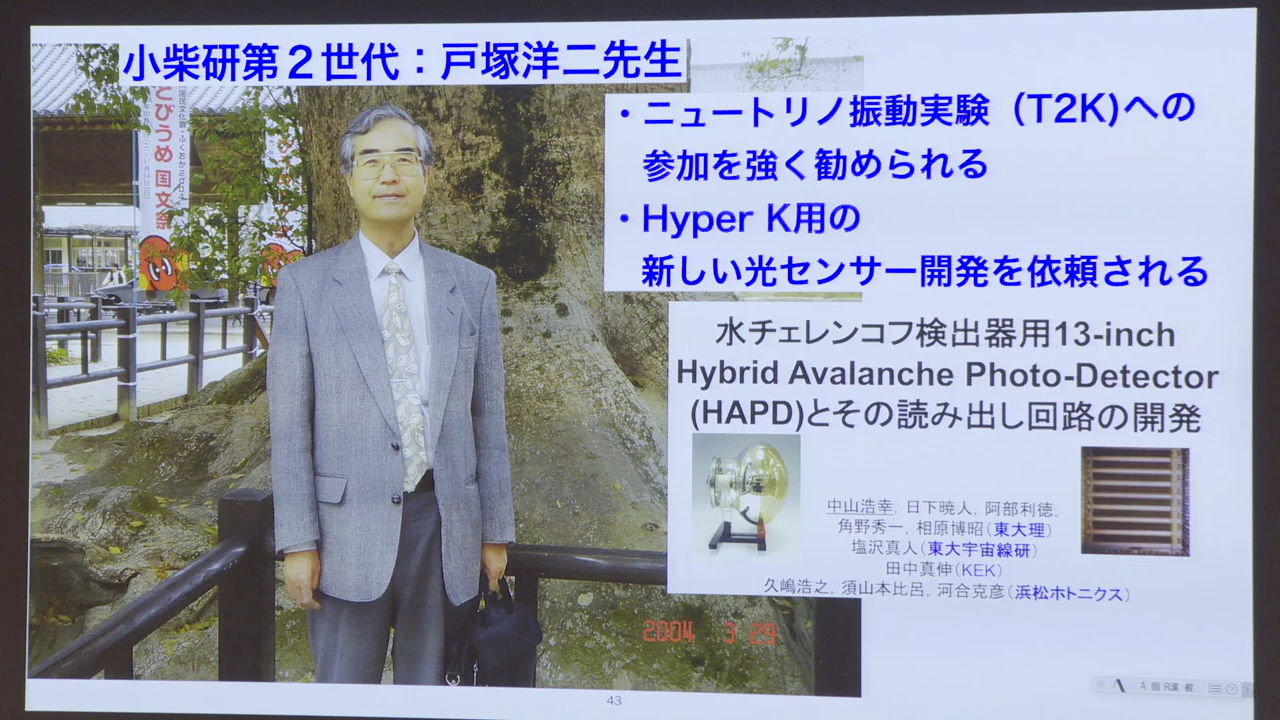 小柴研第２世代：戸塚洋二先生
・ニュートリノ振動実験（T2K)への
参加を強く勧められる
・Hyper K用の
新しい光センサー開発を依頼される
水チェレンコフ検出器用13-inch
Hybrid Avalanche Photo-Detector
(HAPD)とその読み出し回路の開発
中山浩幸, 日下暁人, 阿部利徳,
角野秀一, 相原博昭(東大理)
塩沢真人(東大宇宙線研)
田中真伸(KEK)
久嶋浩之, 須山本比呂, 河合克彦(浜松ホトニクス)
とびうめ 国文祭
2004 3 29
43